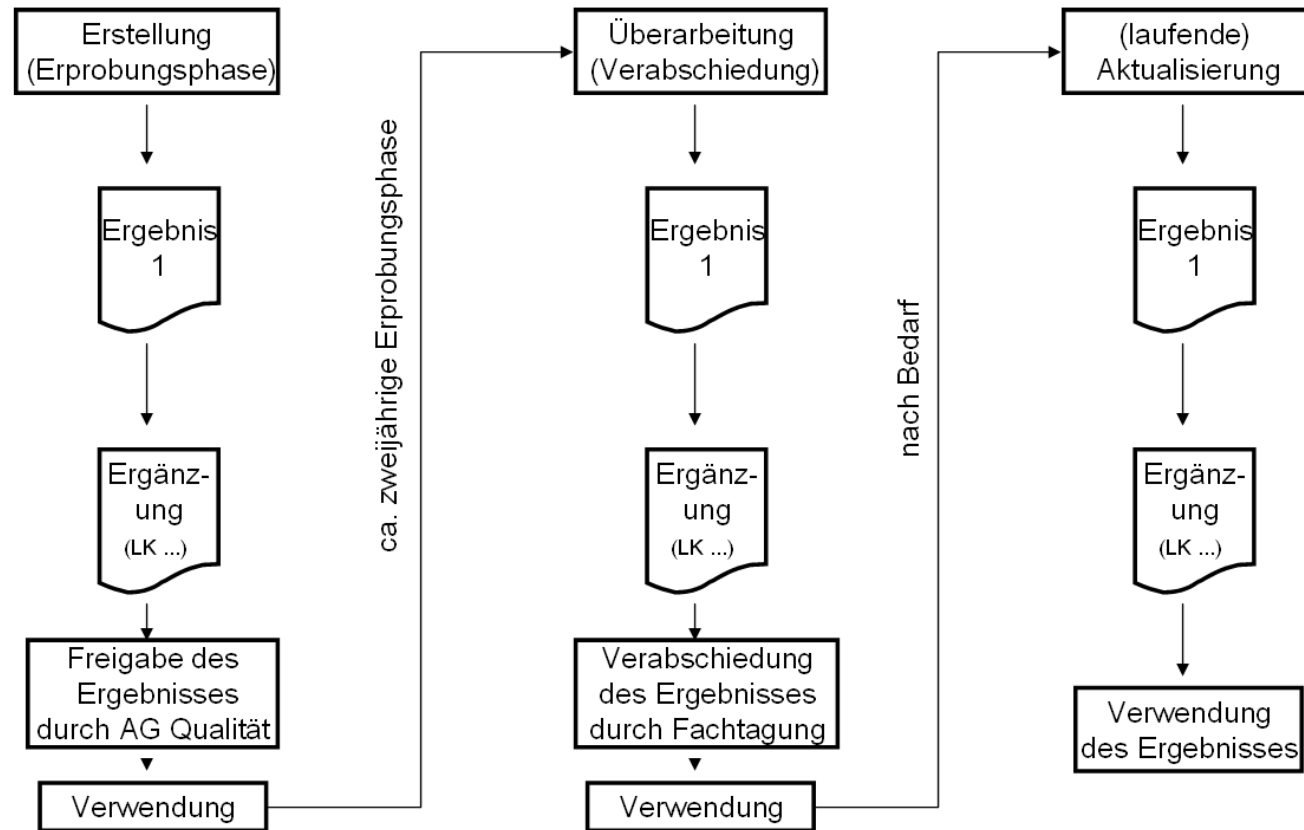 Erstellung
(Erprobungsphase)
Ergebnis
1
Ergänz-
ung
(LK ...)
Freigabe des
Ergebnisses
durch AG Qualität
Verwendung
ca. zweijährige Erprobungsphase
Überarbeitung
(Verabschiedung)
Ergebnis
1
Ergänz-
ung
(LK ...)
Verabschiedung
des Ergebnisses
durch Fachtagung
Verwendung
nach Bedarf
(laufende)
Aktualisierung
Ergebnis
1
Ergänz-
ung
(LK ...)
Verwendung
des Ergebnisses